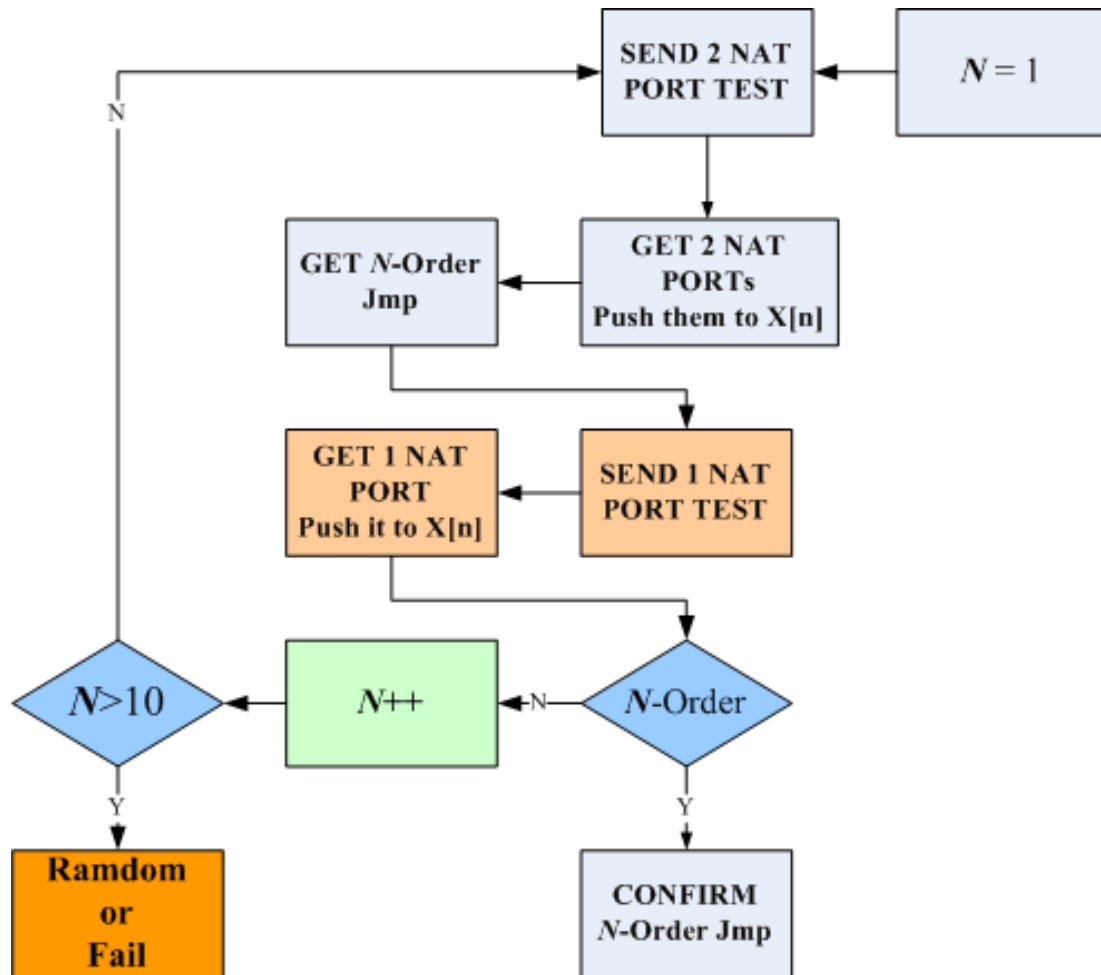 SEND 2 NAT
PORT TEST
N = 1
N
GET N-Order
Jmp
GET 2 NAT
PORTs
Push them to X[n]
GET 1 NAT
PORT
Push it to X[n]
SEND 1 NAT
PORT TEST
N>10
N++
N
N-Order
Y
Y
Ramdom
or
Fail
CONFIRM
N-Order Jmp